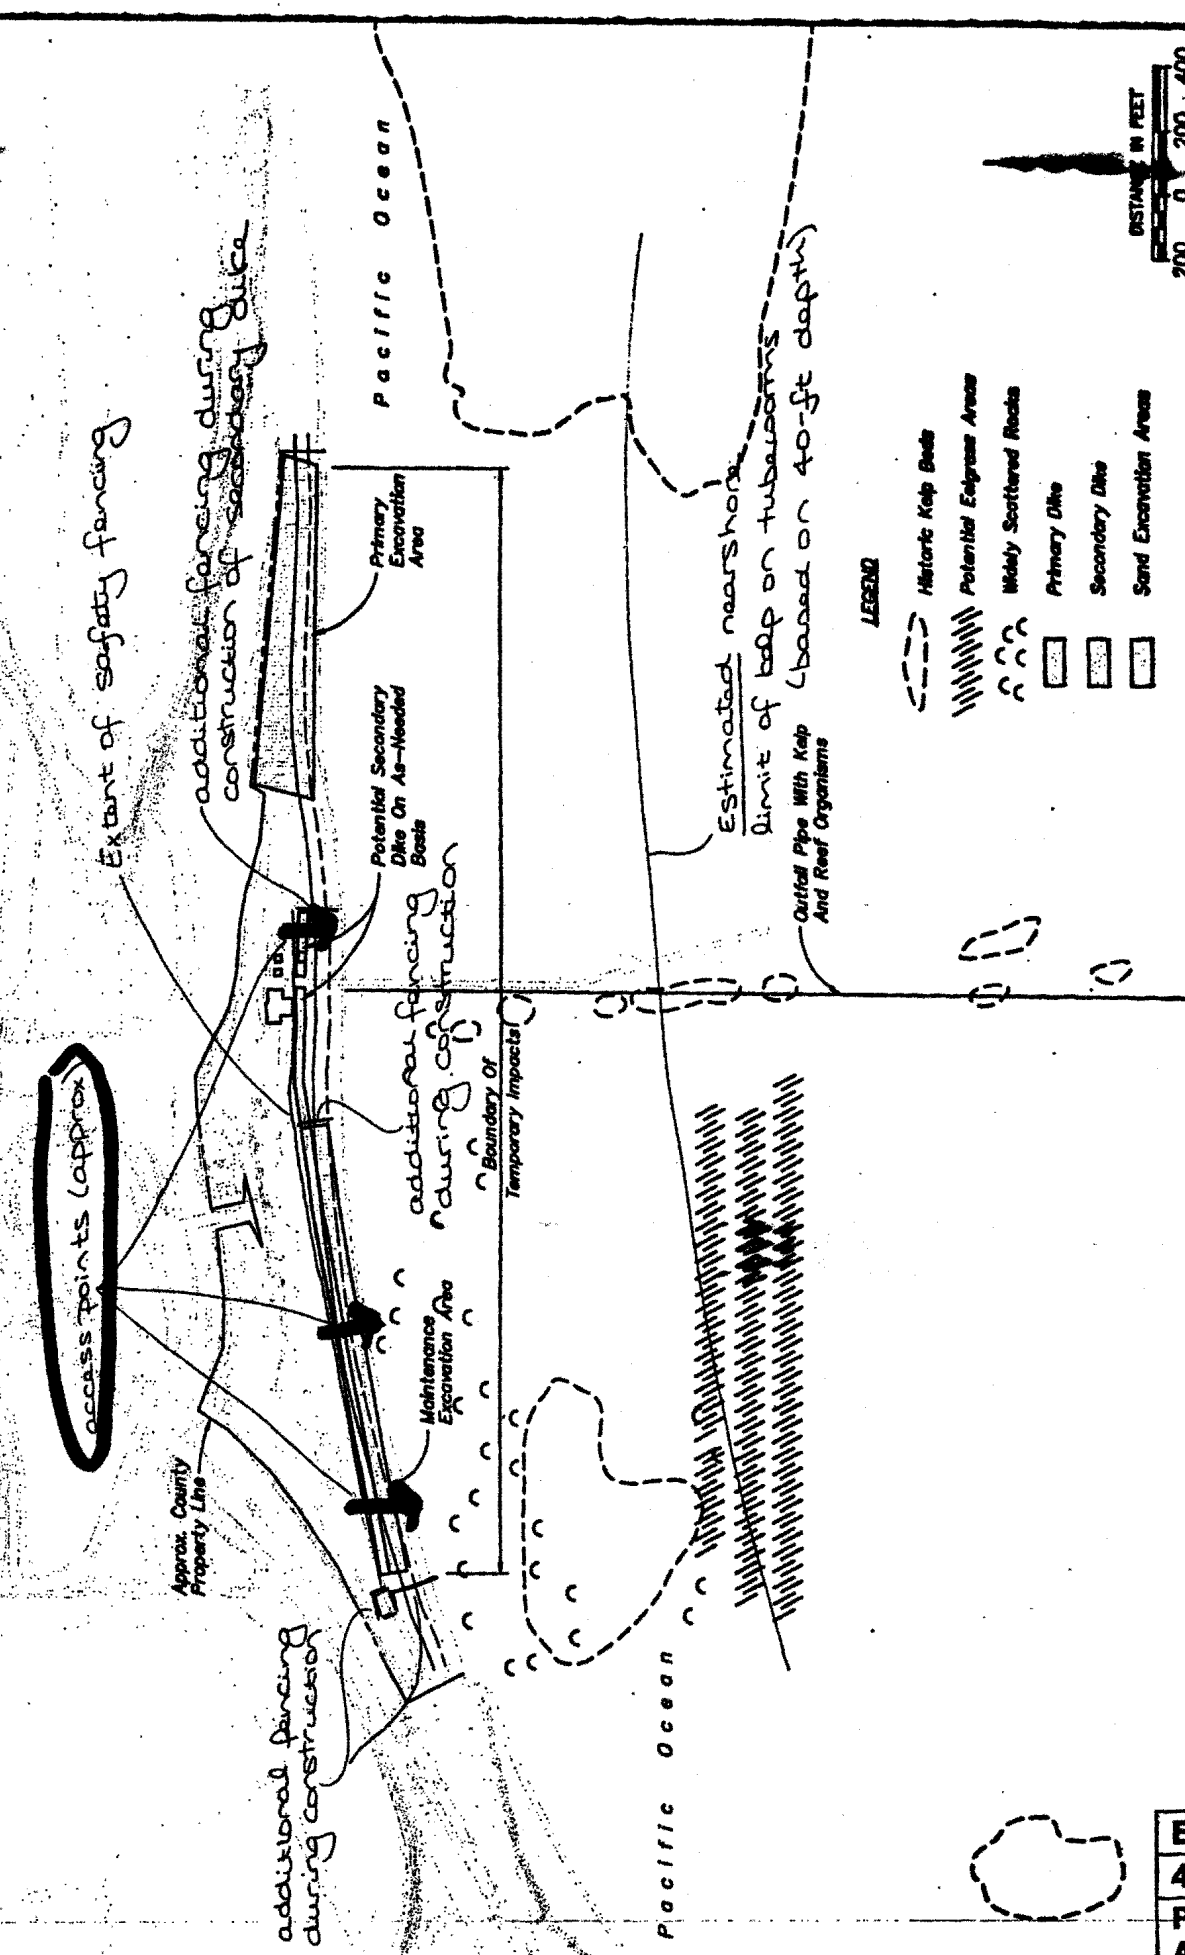 access points (approx
Extent of safety fencing
additional fencing during
construction of secondary dike
additional fencing
during construction
additional fencing
during construction
Approx. County
Property Line
Primary
Excavation
Area
Potential Secondary
Dike On As-Needed
Basis
Maintenance
Excavation Area
Boundary Of
Temporary Impacts
Pacific Ocean
Pacific Ocean
Estimated nearshore
limit of kelp on tubeworms
(based on 40-ft depth)
Outfall Pipe With Kelp
And Reef Organisms
LEGEND
Historic Kelp Beds
Potential Eelgrass Areas
Widely Scattered Rocks
Primary Dike
Secondary Dike
Sand Excavation Areas
DISTANCE IN FEET
200 0 200 400